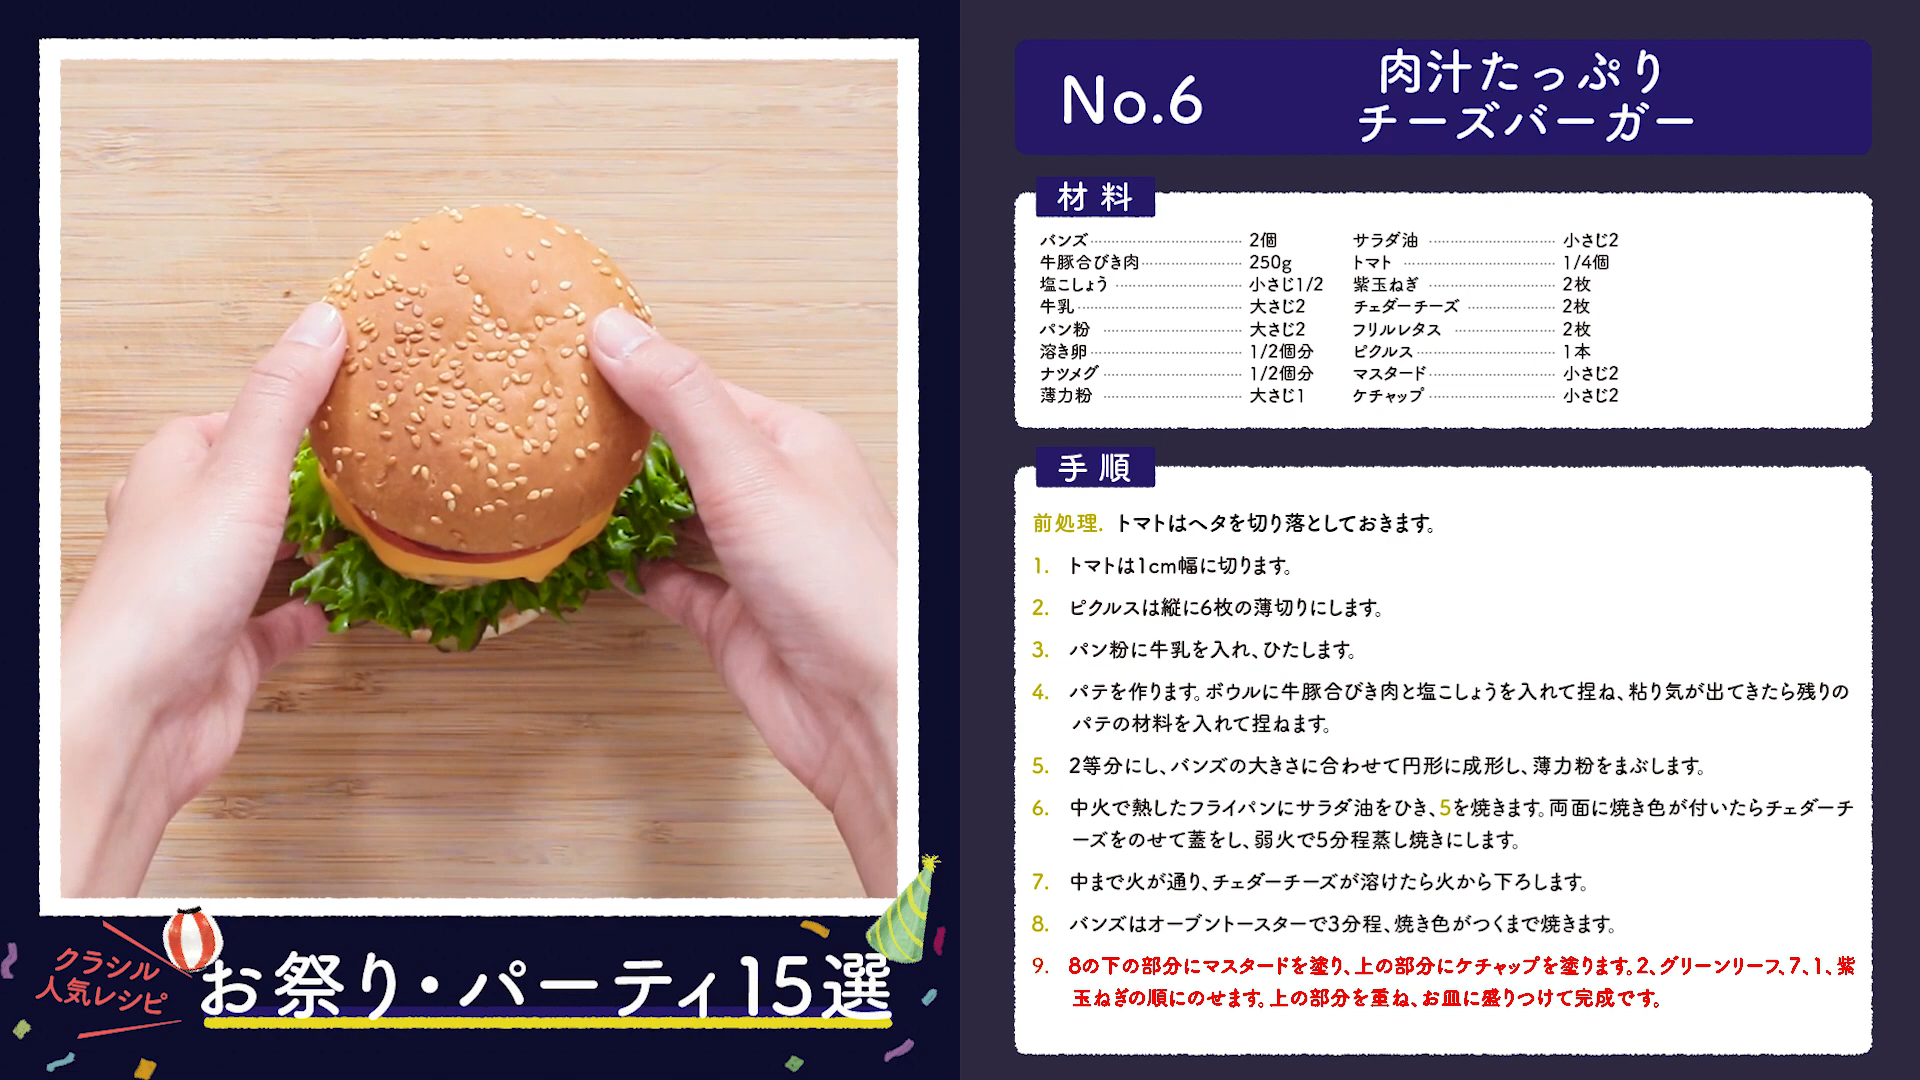 No.6
肉汁たっぷり
チーズバーガー
材料
バンズ 2個
牛豚合びき肉 250g
塩こしょう 小さじ1/2
牛乳 大さじ2
パン粉 大さじ2
溶き卵 1/2個分
ナツメグ 1/2個分
薄力粉 大さじ1
サラダ油 小さじ2
トマト 1/4個
紫玉ねぎ 2枚
チェダーチーズ 2枚
フリルレタス 2枚
ピクルス 1本
マスタード 小さじ2
ケチャップ 小さじ2
手順
前処理. トマトはヘタを切り落としておきます。
1. トマトは1cm幅に切ります。
2. ピクルスは縦に6枚の薄切りにします。
3. パン粉に牛乳を入れ、ひたします。
4. パテを作ります。ボウルに牛豚合びき肉と塩こしょうを入れて捏ね、粘り気が出てきたら残りの
パテの材料を入れて捏ねます。
5. 2等分にし、バンズの大きさに合わせて円形に成形し、薄力粉をまぶします。
6. 中火で熱したフライパンにサラダ油をひき、5を焼きます。両面に焼き色が付いたらチェダーチ
ーズをのせて蓋をし、弱火で5分程蒸し焼きにします。
7. 中まで火が通り、チェダーチーズが溶けたら火から下ろします。
8. バンズはオーブントースターで3分程、焼き色がつくまで焼きます。
9. 8の下の部分にマスタードを塗り、上の部分にケチャップを塗ります。2、グリーンリーフ、7、1、紫
玉ねぎの順にのせます。上の部分を重ね、お皿に盛りつけて完成です。
クラシル
人気レシピ
お祭り・パーティ15選